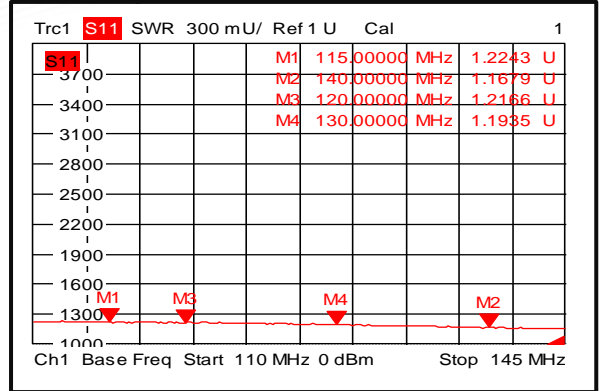 Trc1 S11 SWR 300 mU/ Ref 1 U Cal 1
S11
M1 115.00000 MHz 1.2243 U
M2 140.00000 MHz 1.1679 U
M3 120.00000 MHz 1.2166 U
M4 130.00000 MHz 1.1935 U
3700
3400
3100
2800
2500
2200
1900
1600
1300
1000
M1 M3 M4 M2
Ch1 Base Freq Start 110 MHz 0 dBm Stop 145 MHz